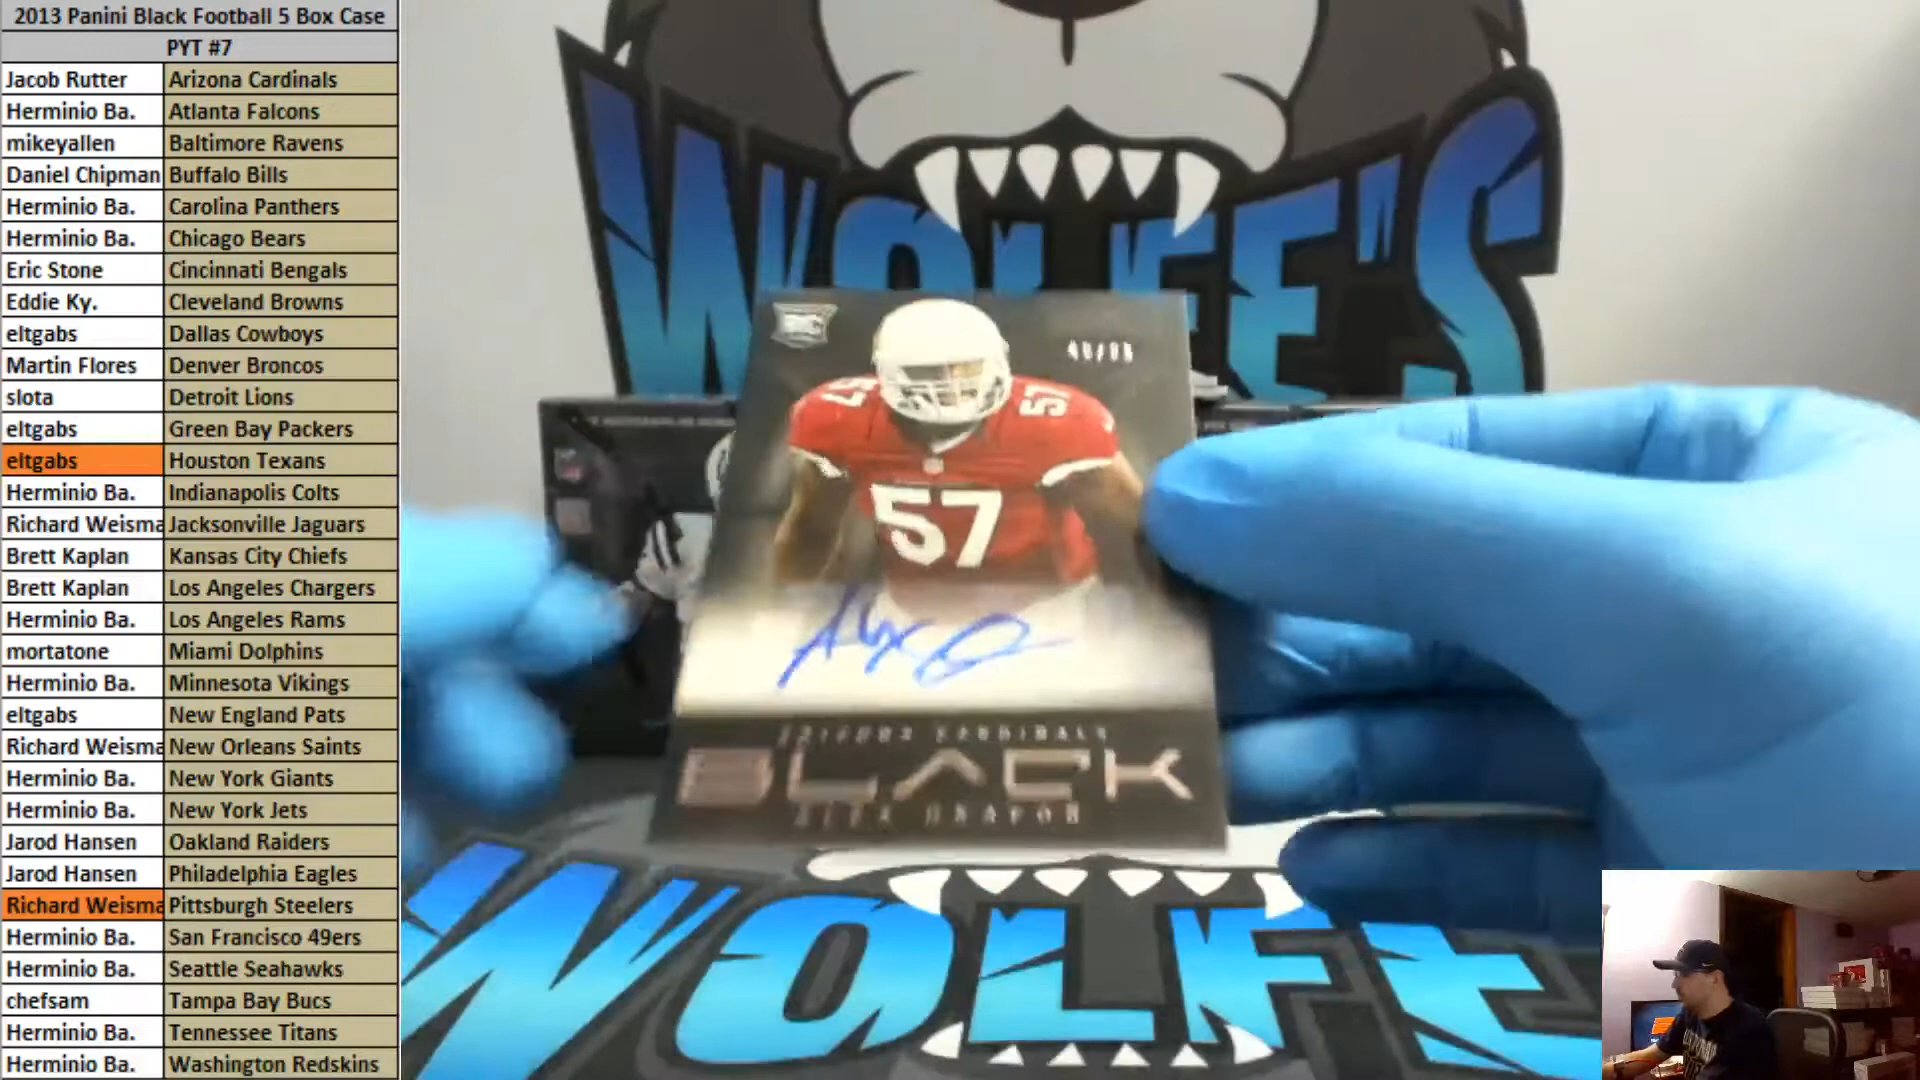 2013 Panini Black Football 5 Box Case
PYT #7
Jacob Rutter Arizona Cardinals
Herminio Ba. Atlanta Falcons
mikeyallen Baltimore Ravens
Daniel Chipman Buffalo Bills
Herminio Ba. Carolina Panthers
Herminio Ba. Chicago Bears
Eric Stone Cincinnati Bengals
Eddie Ky. Cleveland Browns
eltgabs Dallas Cowboys
Martin Flores Denver Broncos
slota Detroit Lions
eltgabs Green Bay Packers
eltgabs Houston Texans
Herminio Ba. Indianapolis Colts
Richard Weisma Jacksonville Jaguars
Brett Kaplan Kansas City Chiefs
Brett Kaplan Los Angeles Chargers
Herminio Ba. Los Angeles Rams
mortatone Miami Dolphins
Herminio Ba. Minnesota Vikings
eltgabs New England Pats
Richard Weisma New Orleans Saints
Herminio Ba. New York Giants
Herminio Ba. New York Jets
Jarod Hansen Oakland Raiders
Jarod Hansen Philadelphia Eagles
Richard Weisma Pittsburgh Steelers
Herminio Ba. San Francisco 49ers
Herminio Ba. Seattle Seahawks
chefsam Tampa Bay Bucs
Herminio Ba. Tennessee Titans
Herminio Ba. Washington Redskins
WOLFE'S
57 57
57
ARIZONA CARDINALS
BLACK
ALEX OKAFOR
WOLFE